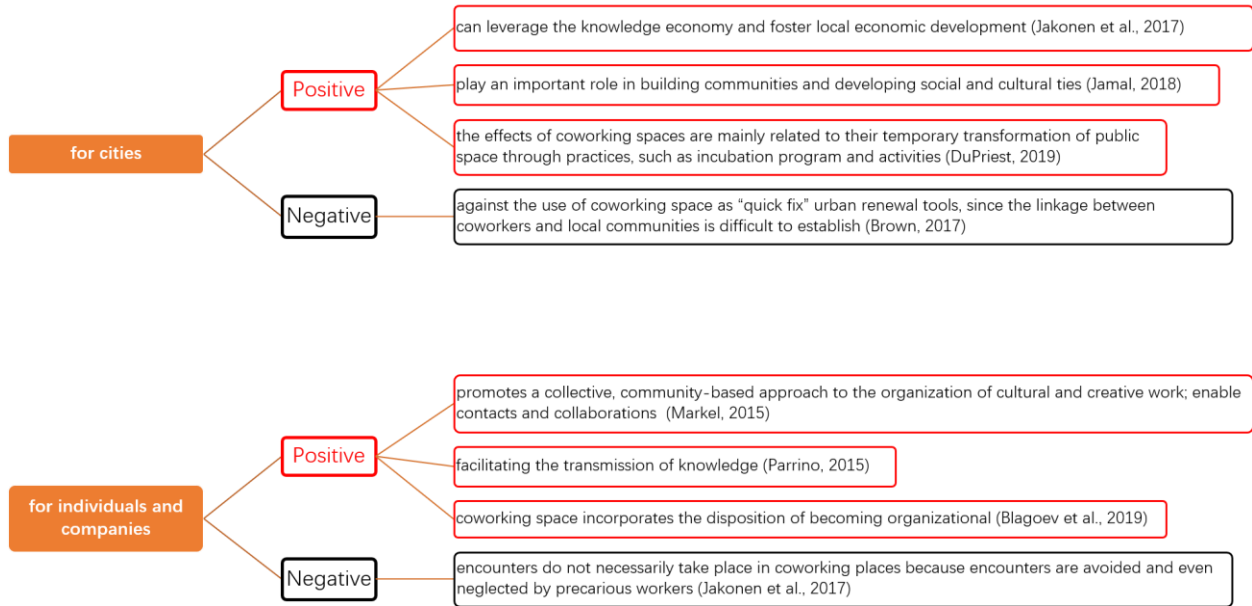 can leverage the knowledge economy and foster local economic development (Jakonen et al., 2017)
Positive
play an important role in building communities and developing social and cultural ties (Jamal, 2018)
the effects of coworking spaces are mainly related to their temporary transformation of public
space through practices, such as incubation program and activities (DuPriest, 2019)
for cities
Negative
against the use of coworking space as “quick fix” urban renewal tools, since the linkage between
coworkers and local communities is difficult to establish (Brown, 2017)
promotes a collective, community-based approach to the organization of cultural and creative work; enable
contacts and collaborations (Markel, 2015)
Positive
facilitating the transmission of knowledge (Parrino, 2015)
for individuals and
companies
coworking space incorporates the disposition of becoming organizational (Blagoev et al., 2019)
Negative
encounters do not necessarily take place in coworking places because encounters are avoided and even
neglected by precarious workers (Jakonen et al., 2017)